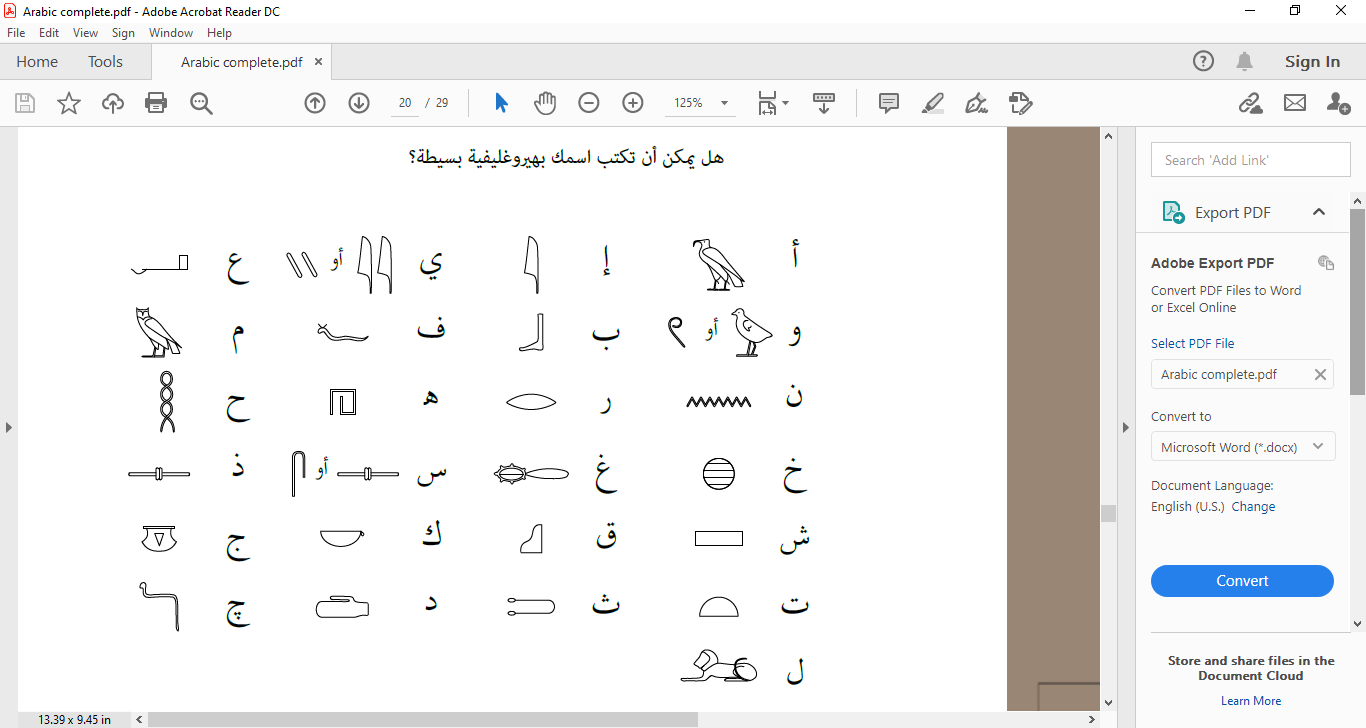 Arabic complete.pdf - Adobe Acrobat Reader DC
File Edit View Sign Window Help
Home Tools Arabic complete.pdf Sign In
20 / 29 125%
هل يمكن أن تكتب اسمك بهيروغليفية بسيطة؟
أ إ ي أو ع
و أو ب ف م
ن ر ه ح
خ غ س أو ذ
ش ق ك ج
ت ث د چ
ل
13.39 x 9.45 in
Search 'Add Link'
Export PDF
Adobe Export PDF
Convert PDF Files to Word
or Excel Online
Select PDF File
Arabic complete.pdf
Convert to
Microsoft Word (*.docx)
Document Language:
English (U.S.) Change
Convert
Store and share files in the
Document Cloud
Learn More